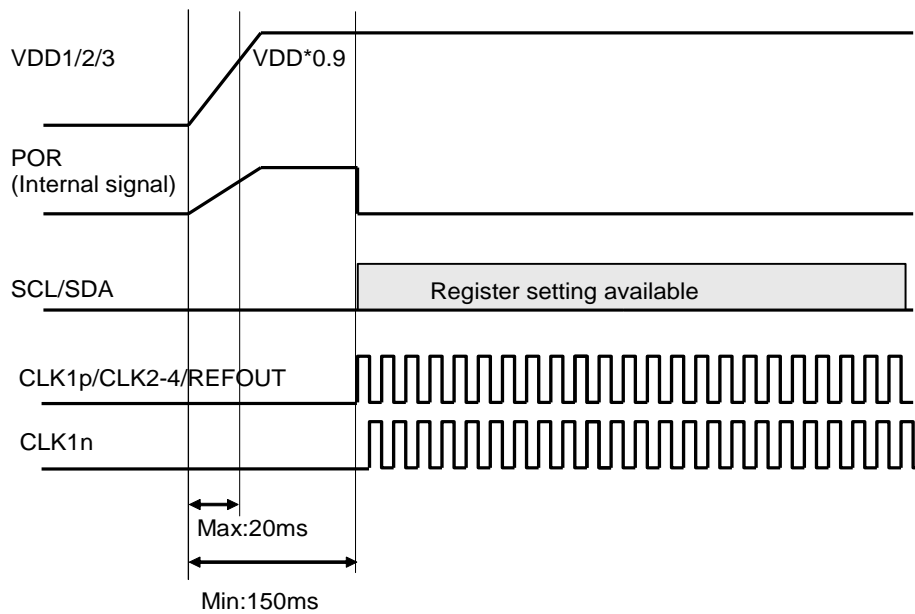 VDD1/2/3
VDD*0.9
POR
(Internal signal)
SCL/SDA
Register setting available
CLK1p/CLK2-4/REFOUT
CLK1n
Max:20ms
Min:150ms